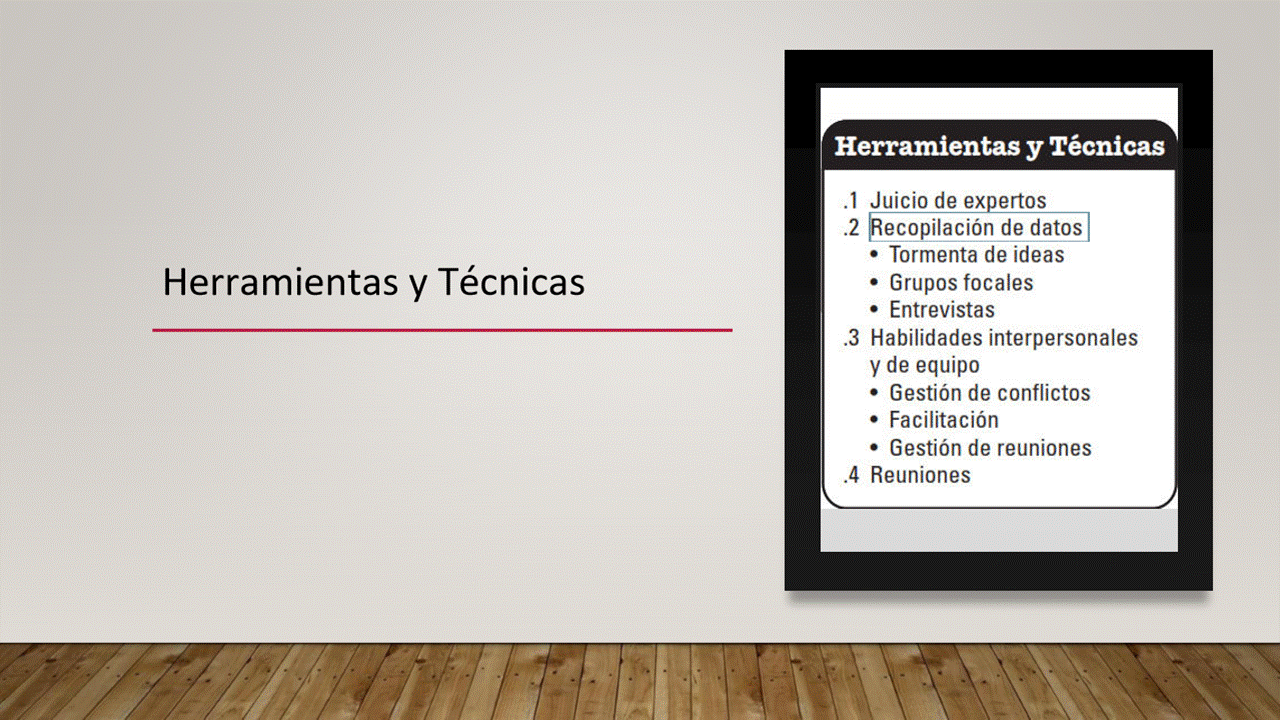 Herramientas y Técnicas
Herramientas y Técnicas
.1 Juicio de expertos
.2 Recopilación de datos
• Tormenta de ideas
• Grupos focales
• Entrevistas
.3 Habilidades interpersonales
y de equipo
• Gestión de conflictos
• Facilitación
• Gestión de reuniones
.4 Reuniones